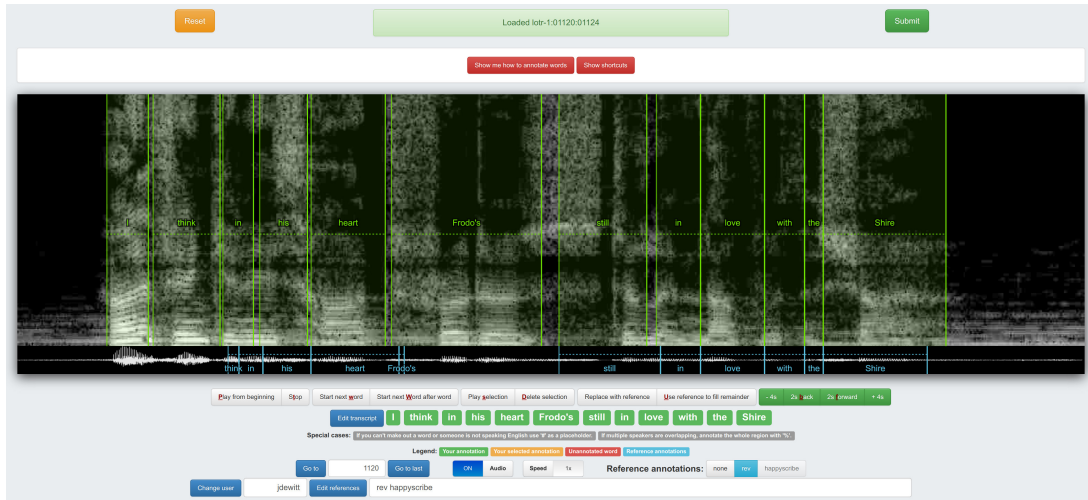 Reset Loaded lotr-1:01120:01124 Submit
Show me how to annotate words Show shortcuts
I think in his heart Frodo's still in love with the Shire
think in his heart Frodo's still in love with the Shire
Play from beginning Stop Start next word Start next Word after word Play selection Delete selection Replace with reference Use reference to fill remainder - 4s 2s back 2s forward + 4s
Edit transcript I think in his heart Frodo's still in love with the Shire
Special cases: If you can't make out a word or someone is not speaking English use '#' as a placeholder. If multiple speakers are overlapping, annotate the whole region with '%'.
Legend: Your annotation Your selected annotation Unannotated word Reference annotations
Go to 1120 Go to last ON Audio Speed 1s Reference annotations: none rev happyscribe
Change user jdewitt Edit references rev happyscribe